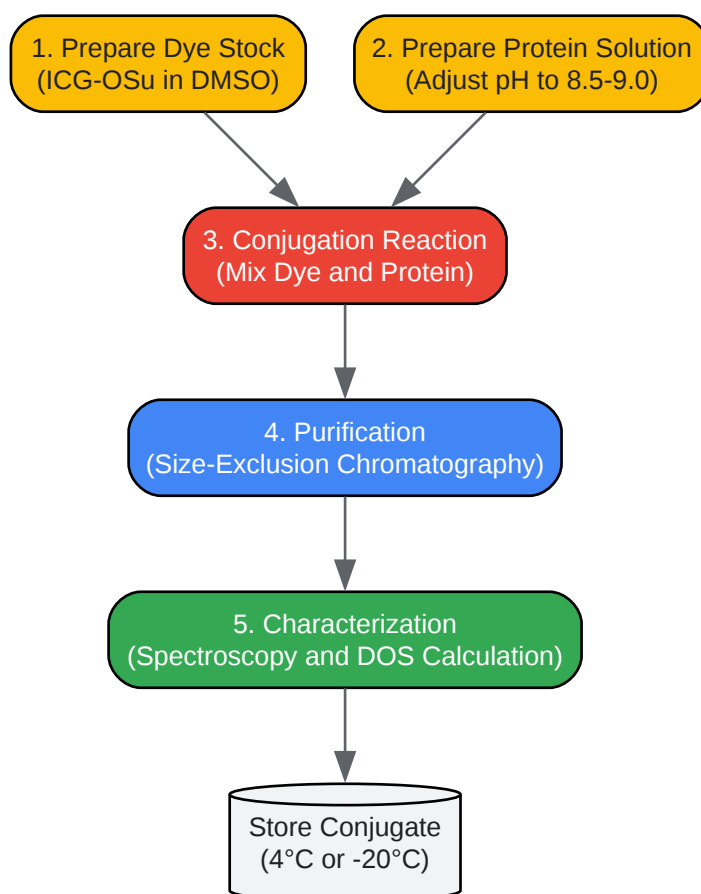 1. Prepare Dye Stock
(ICG-OSu in DMSO)
2. Prepare Protein Solution
(Adjust pH to 8.5-9.0)
3. Conjugation Reaction
(Mix Dye and Protein)
4. Purification
(Size-Exclusion Chromatography)
5. Characterization
(Spectroscopy and DOS Calculation)
Store Conjugate
(4°C or -20°C)